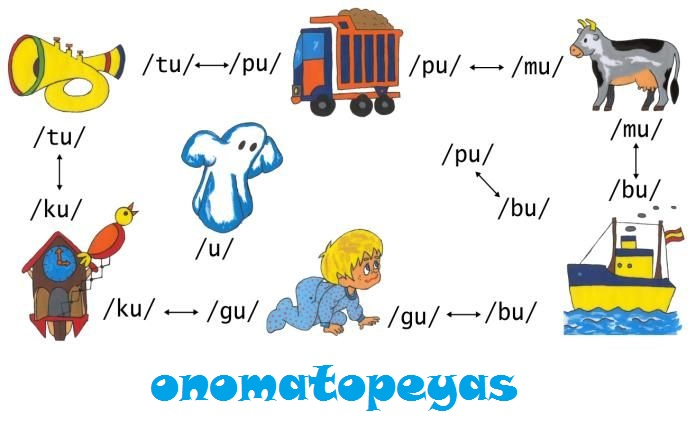 /tu/ /pu/
/pu/ /mu/
/tu/
/mu/
/pu/
/ku/
/bu/
/bu/
/u/
/ku/ /gu/
/gu/ /bu/
onomatopeyas